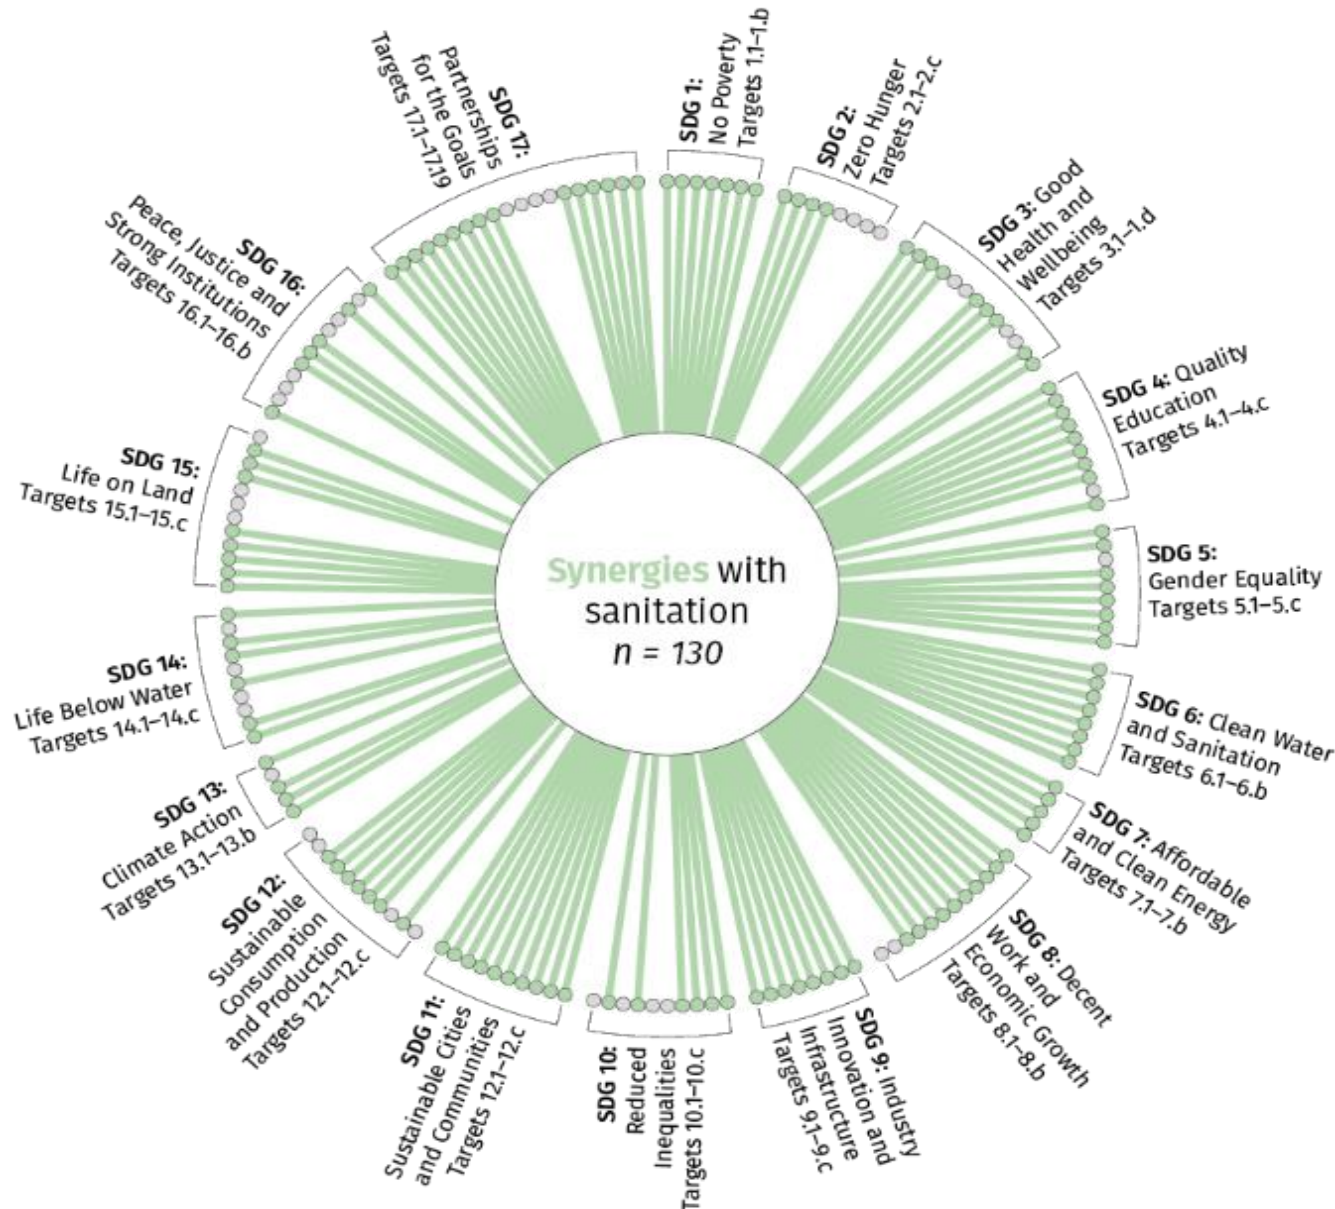 Synergies with
sanitation
n = 130
SDG 1:
No Poverty
Targets 1.1–1.b
SDG 2:
Zero Hunger
Targets 2.1–2.c
SDG 3: Good
Health and
Wellbeing
Targets 3.1–1.d
SDG 4: Quality
Education
Targets 4.1–4.c
SDG 5:
Gender Equality
Targets 5.1–5.c
SDG 6: Clean Water
and Sanitation
Targets 6.1–6.b
SDG 7: Affordable
and Clean Energy
Targets 7.1–7.b
SDG 8: Decent
Work and
Economic Growth
Targets 8.1–8.b
SDG 9: Industry
Innovation and
Infrastructure
Targets 9.1–9.c
SDG 10:
Reduced
Inequalities
Targets 10.1–10.c
SDG 11:
Sustainable Cities
and Communities
Targets 12.1–12.c
SDG 12:
Sustainable
Consumption
and Production
Targets 12.1–12.c
SDG 13:
Climate Action
Targets 13.1–13.b
SDG 14:
Life Below Water
Targets 14.1–14.c
SDG 15:
Life on Land
Targets 15.1–15.c
SDG 16:
Peace, Justice and
Strong Institutions
Targets 16.1–16.b
SDG 17:
Partnerships
for the Goals
Targets 17.1–17.19